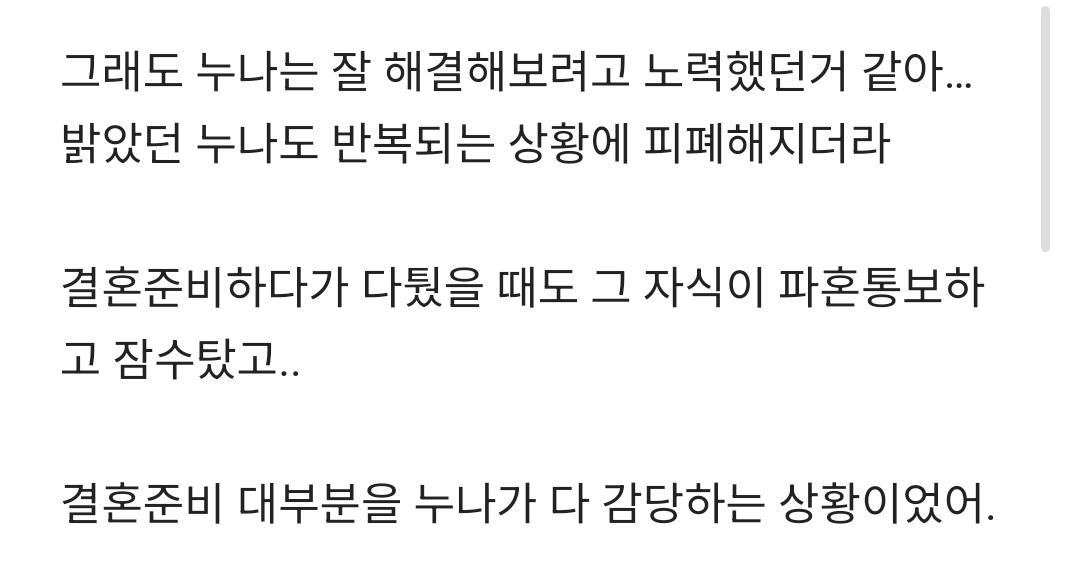 그래도 누나는 잘 해결해보려고 노력했던거 같아...
밝았던 누나도 반복되는 상황에 피폐해지더라
결혼준비하다가 다퉜을 때도 그 자식이 파혼통보하
고 잠수탔고..
결혼준비 대부분을 누나가 다 감당하는 상황이었어.